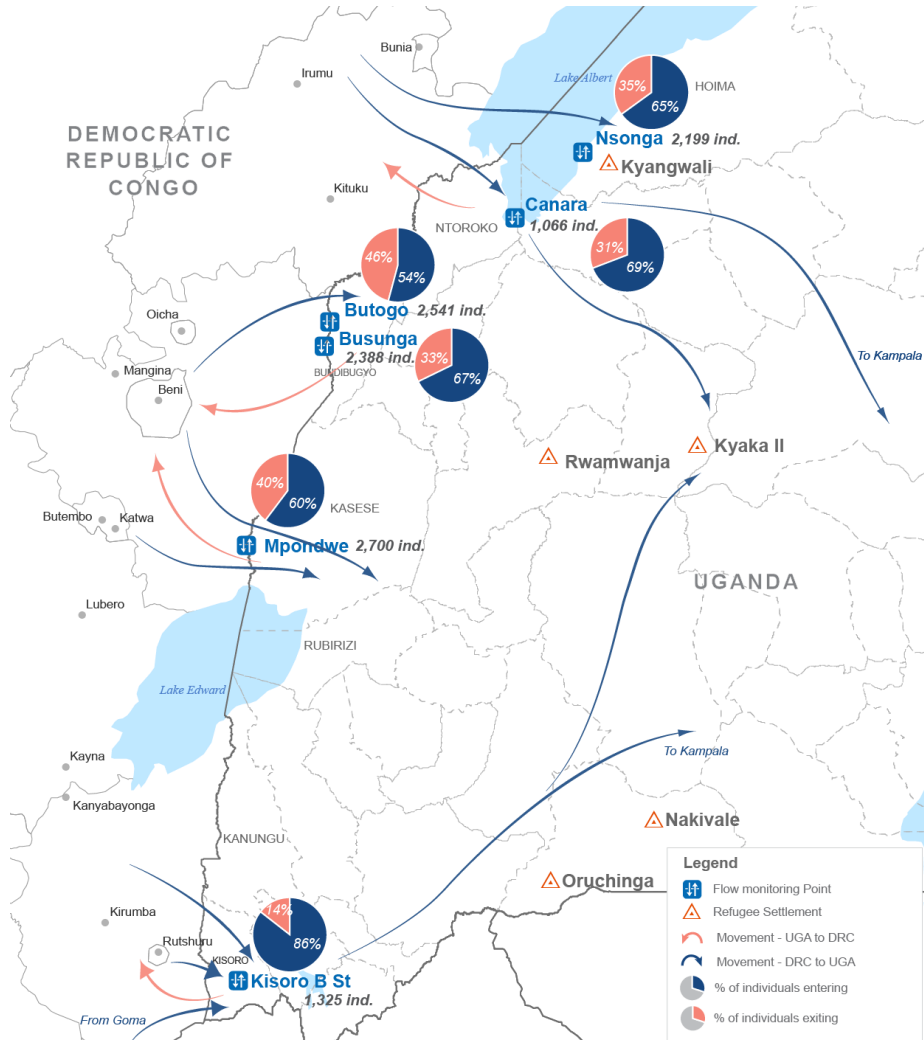 Bunia
Irumu
Lake Albert
35%
65%
HOIMA
DEMOCRATIC
REPUBLIC OF
CONGO
Nsonga 2,199 ind.
Kyangwali
Kituku
Canara
1,066 ind.
NTOROKO
46%
54%
31%
69%
Oicha
Butogo 2,541 ind.
Busunga
2,388 ind.
BUNDIBUGYO
33%
67%
To Kampala
Mangina
Beni
Rwamwanja
Kyaka II
40%
60%
KASESE
Butembo
Katwa
Mpondwe 2,700 ind.
UGANDA
Lubero
RUBIRIZI
Lake Edward
To Kampala
Kayna
Kanyabayonga
KANUNGU
Nakivale
Oruchinga
14%
86%
Kirumba
Rutshuru
KISORO
Kisoro B St
1,325 ind.
From Goma
Legend
Flow monitoring Point
Refugee Settlement
Movement - UGA to DRC
Movement - DRC to UGA
% of individuals entering
% of individuals exiting